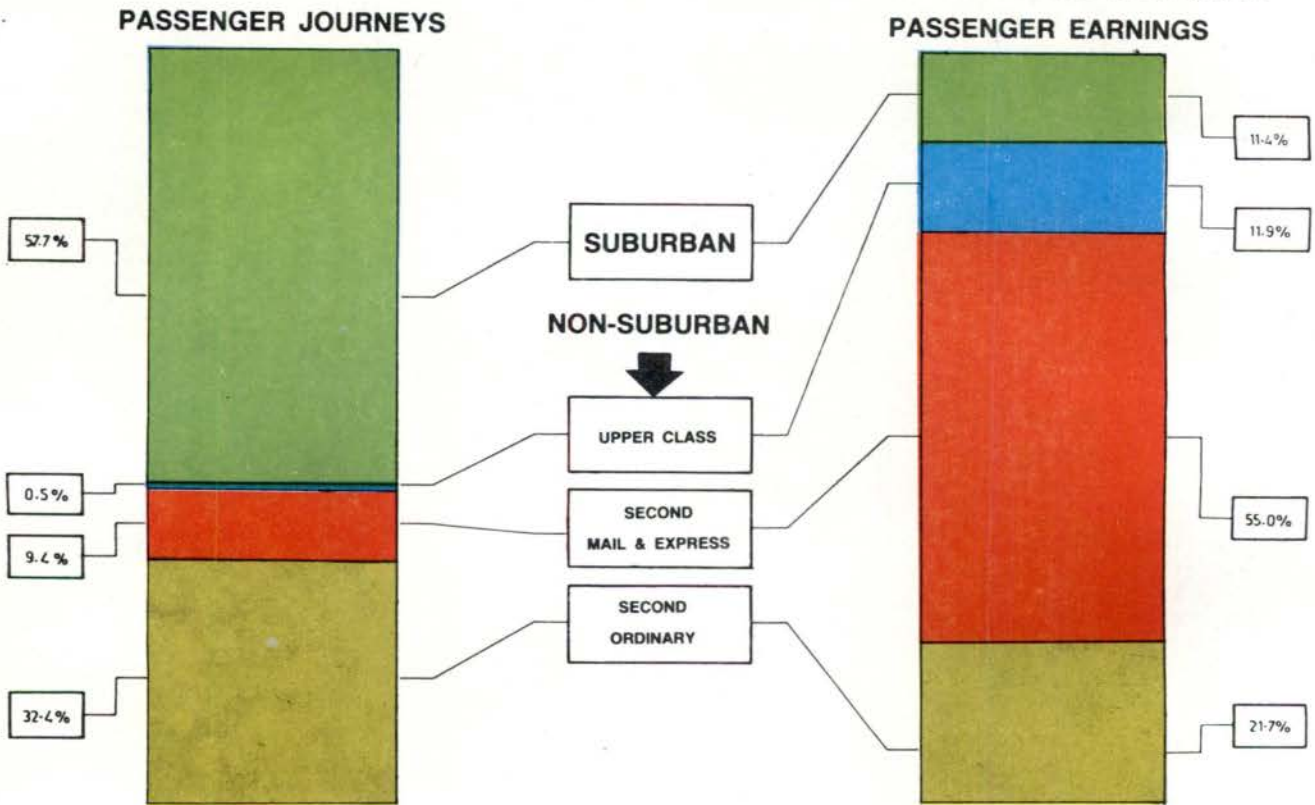 PASSENGER JOURNEYS
PASSENGER EARNINGS
57.7%
0.5%
9.4%
32.4%
SUBURBAN
NON-SUBURBAN
UPPER CLASS
SECOND
MAIL & EXPRESS
SECOND
ORDINARY
11.4%
11.9%
55.0%
21.7%